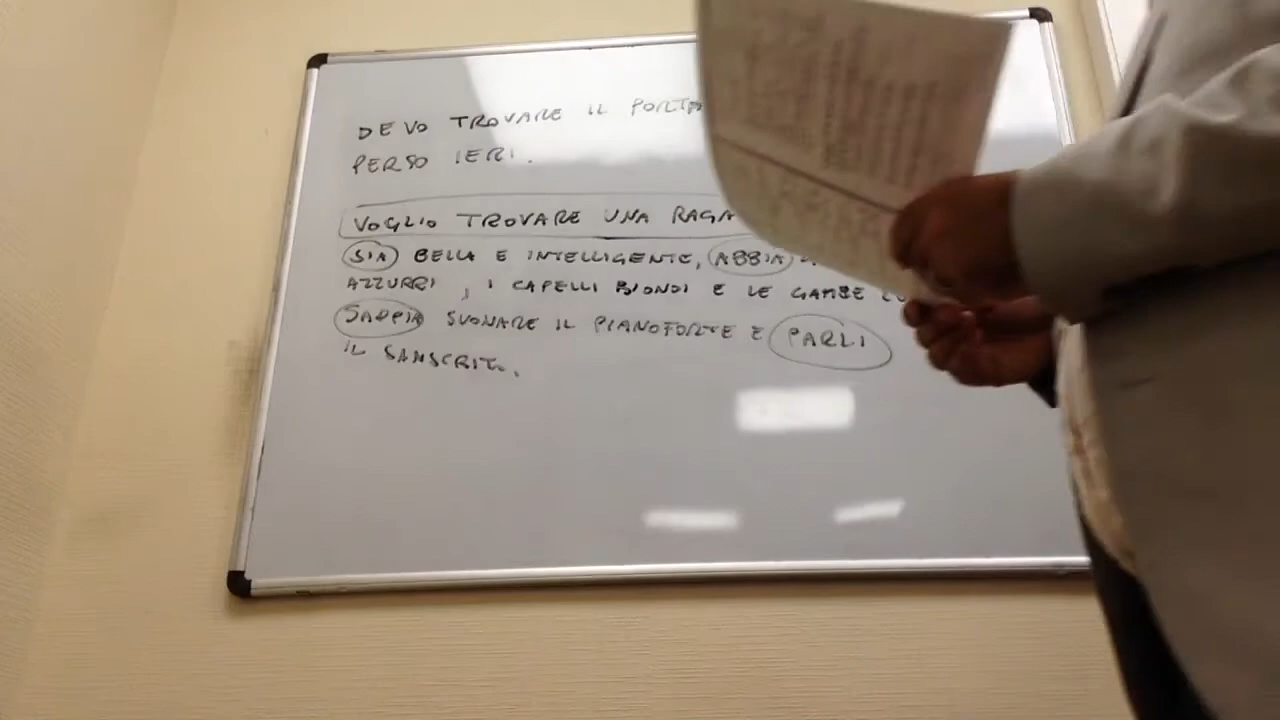 DEVO TROVARE IL
PERSO IERI.
VOGLIO TROVARE UNA
SIA BELLA E INTELLIGENTE, ABBIA
AZZURRI, I CAPELLI BIONDI E LE GAMBE
SAPPIA SUONARE IL PIANOFORTE E PARLI
IL SANSCRITO.